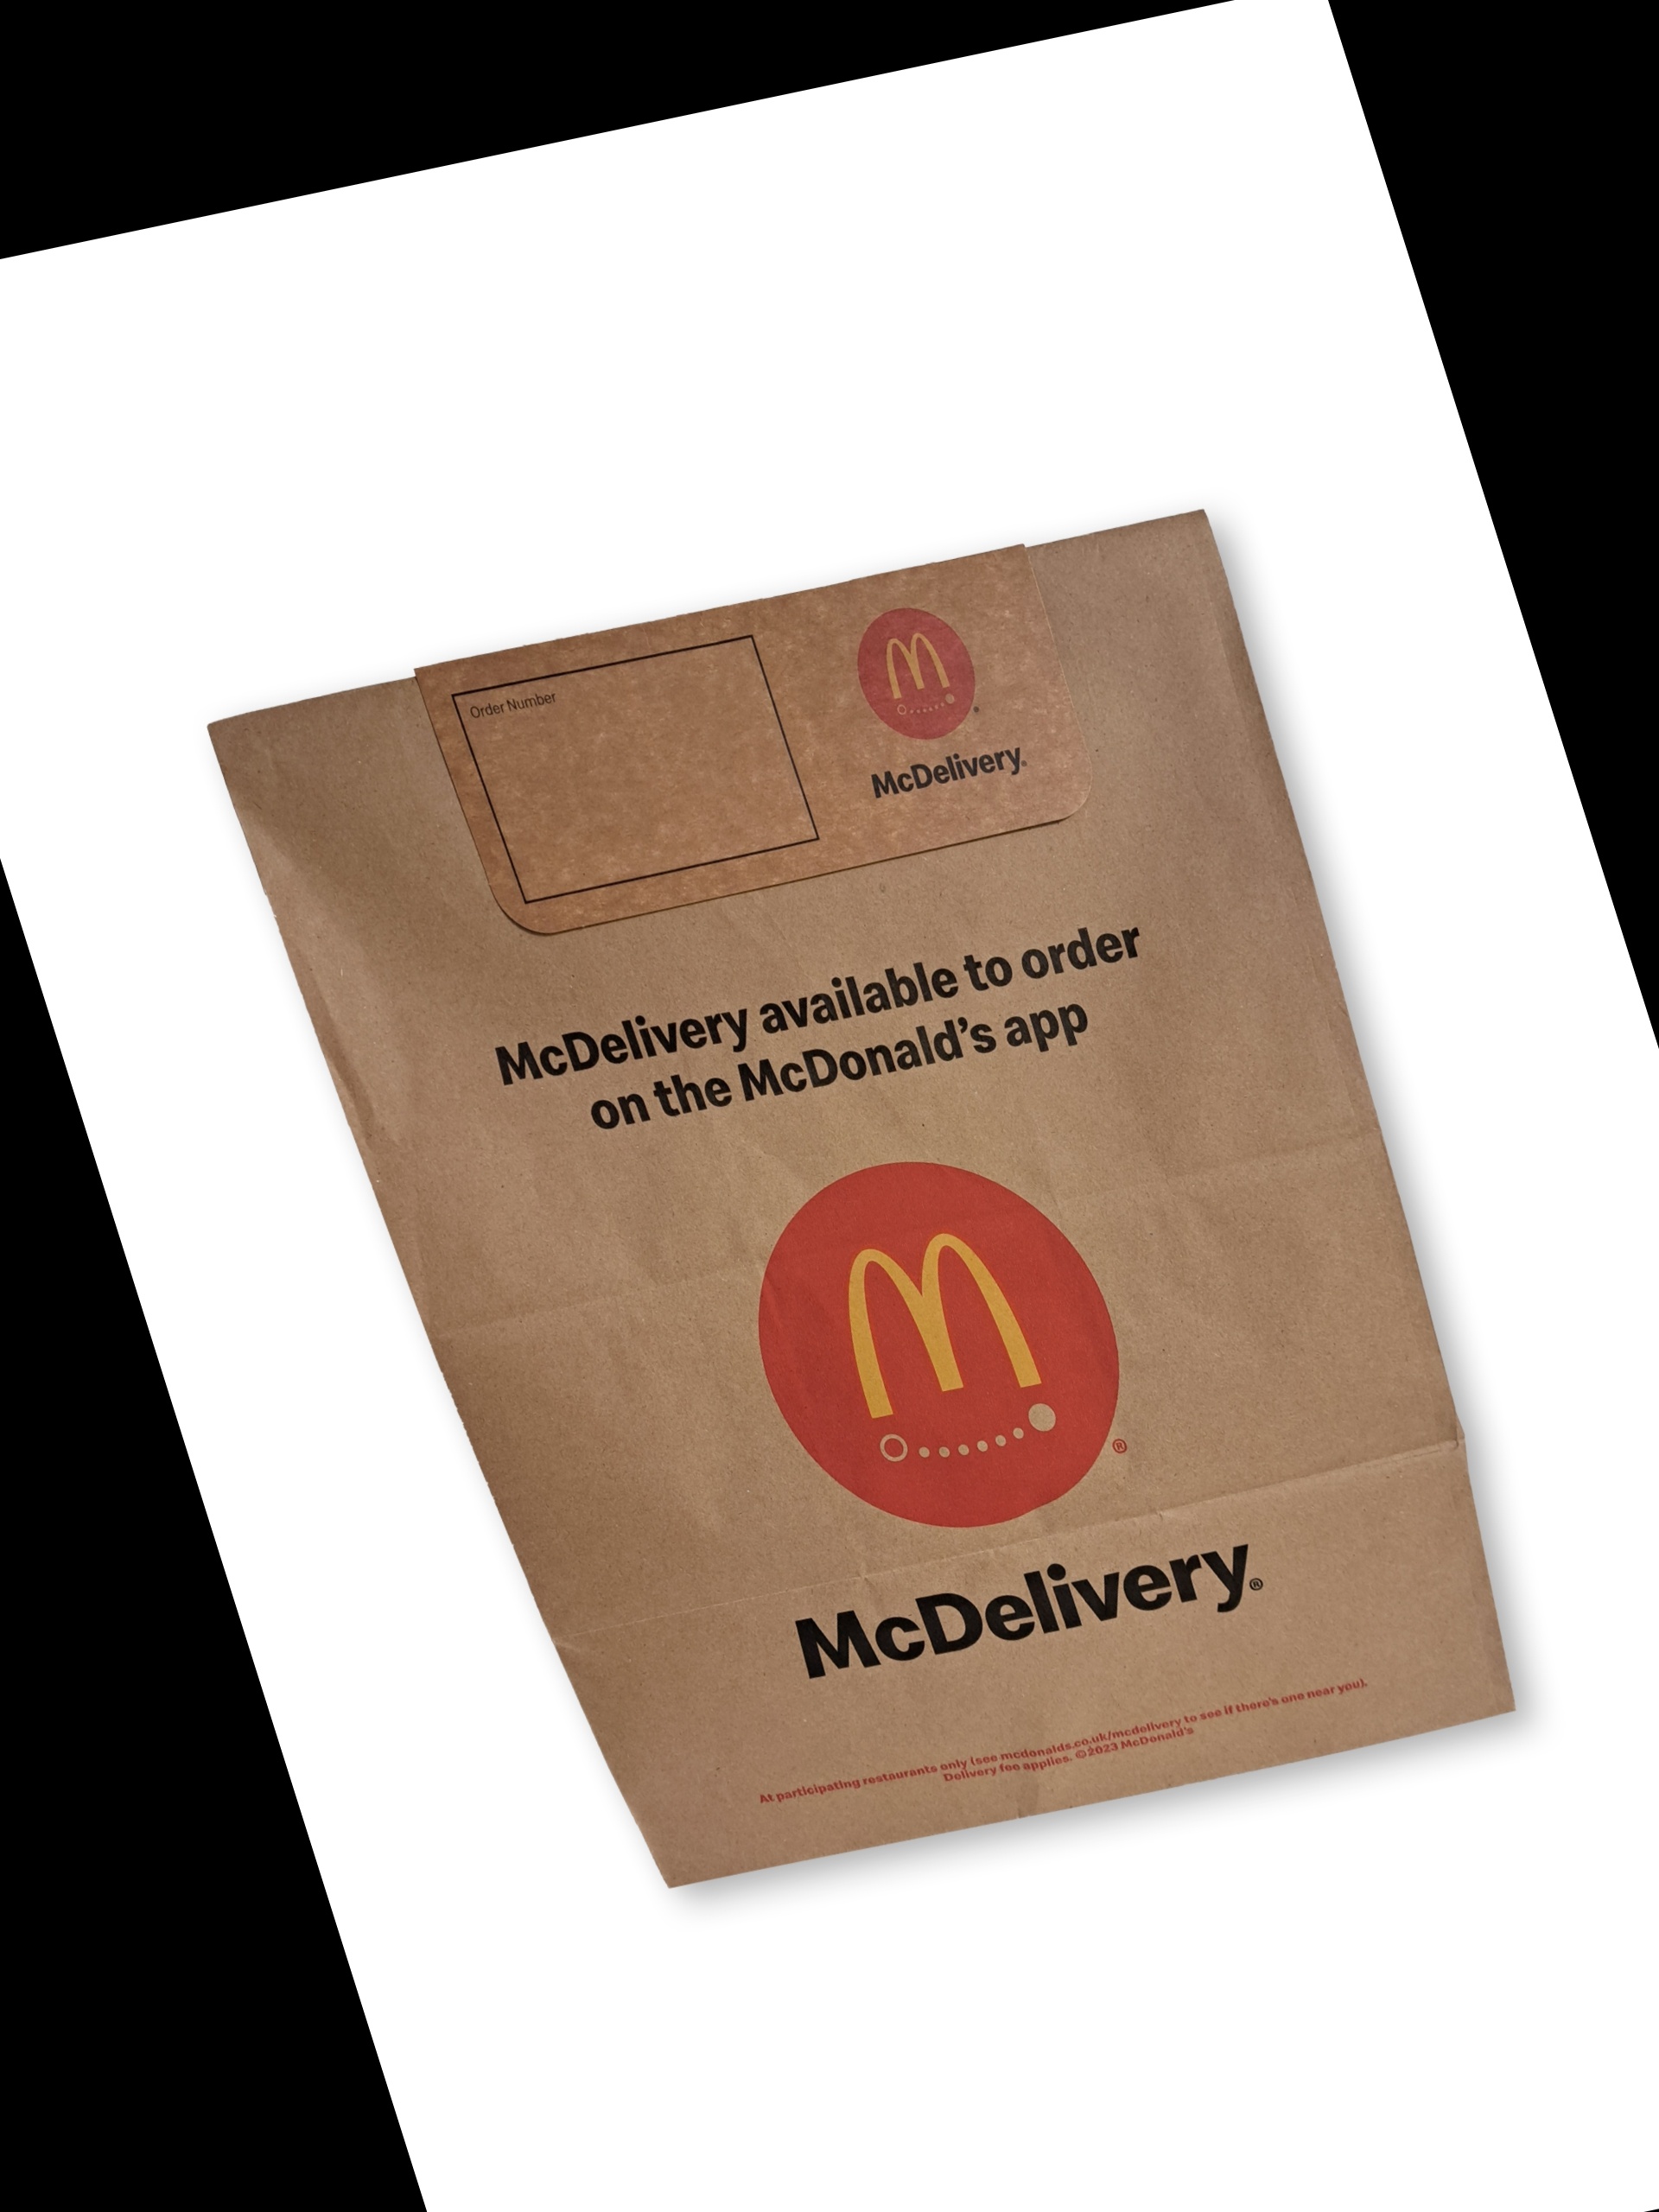 Order Number
McDelivery®
McDelivery available to order
on the McDonald's app
®
McDelivery®
At participating restaurants only (see mcdonalds.co.uk/mcdelivery to see if there's one near you).
Delivery fee applies. ©2023 McDonald's